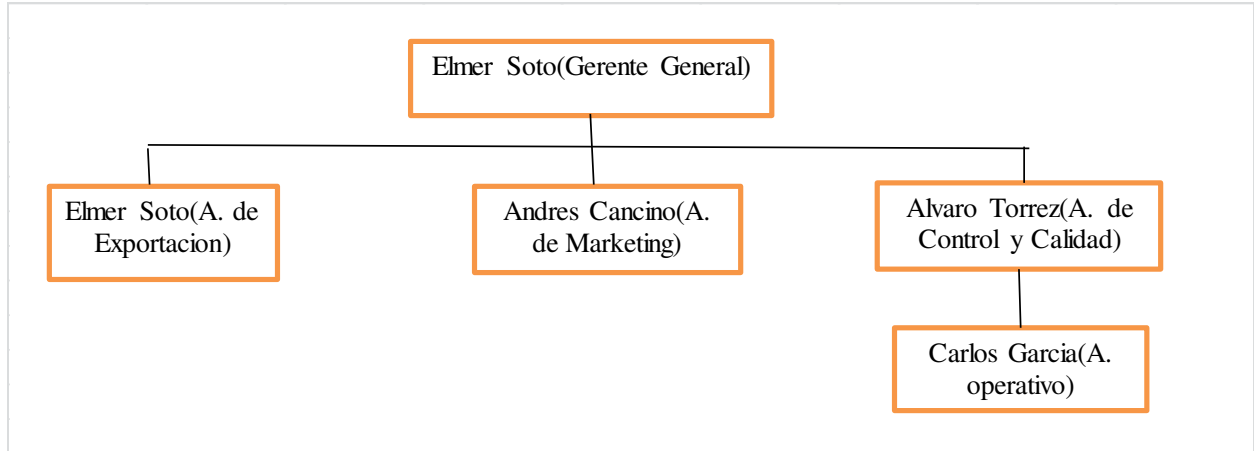 Elmer Soto(Gerente General)
Elmer Soto(A. de
Exportacion)
Andres Cancino(A.
de Marketing)
Alvaro Torrez(A. de
Control y Calidad)
Carlos Garcia(A.
operativo)